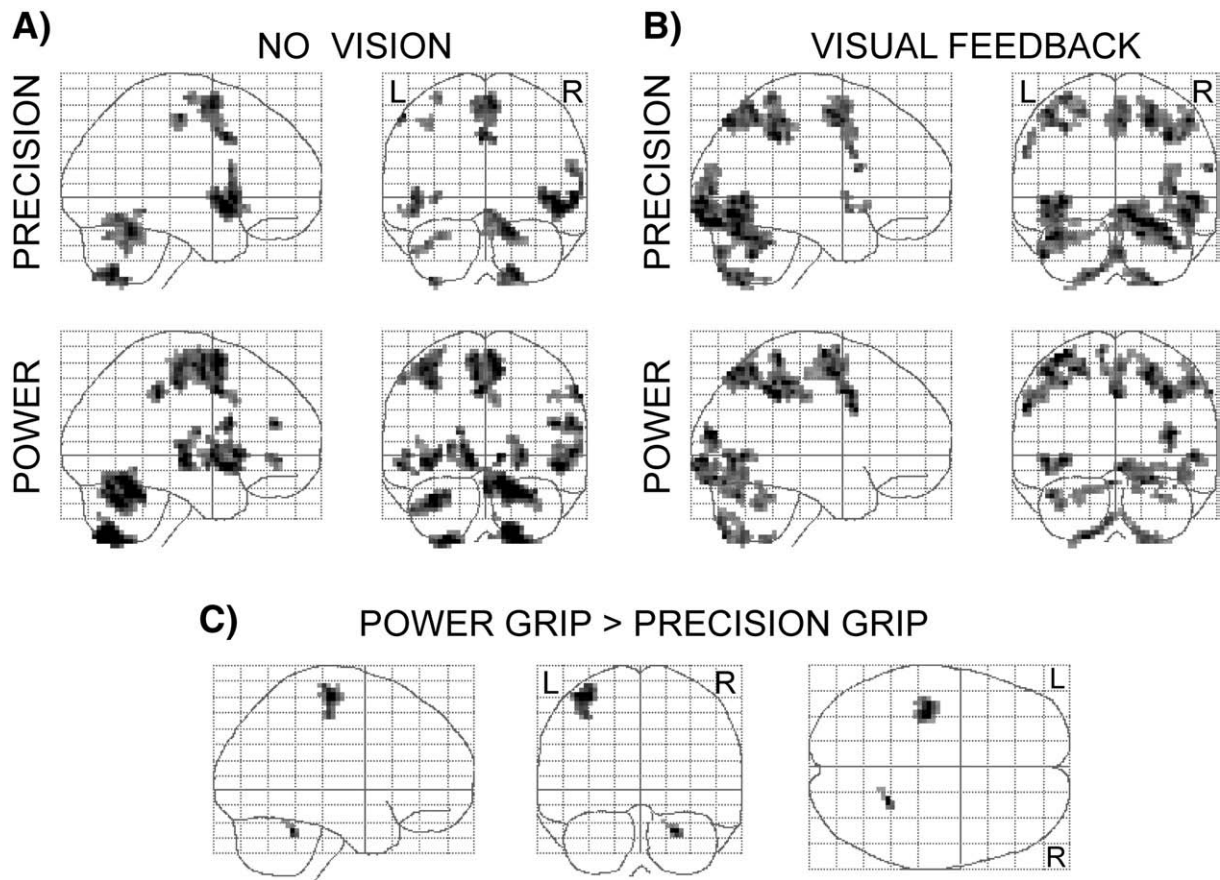 A)
NO VISION
B)
VISUAL FEEDBACK
PRECISION
L
R
PRECISION
L
R
POWER
POWER
C)
POWER GRIP > PRECISION GRIP
L
R
L
R